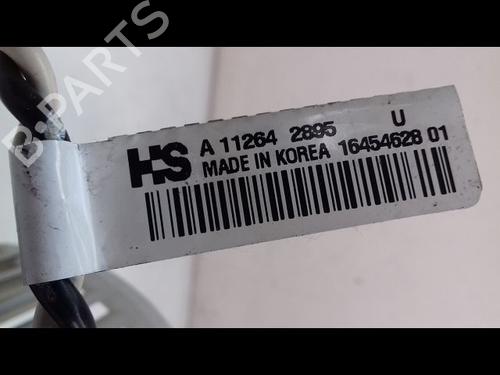 B-PARTS
HS A 11264 2895 U
MADE IN KOREA 16454628 01